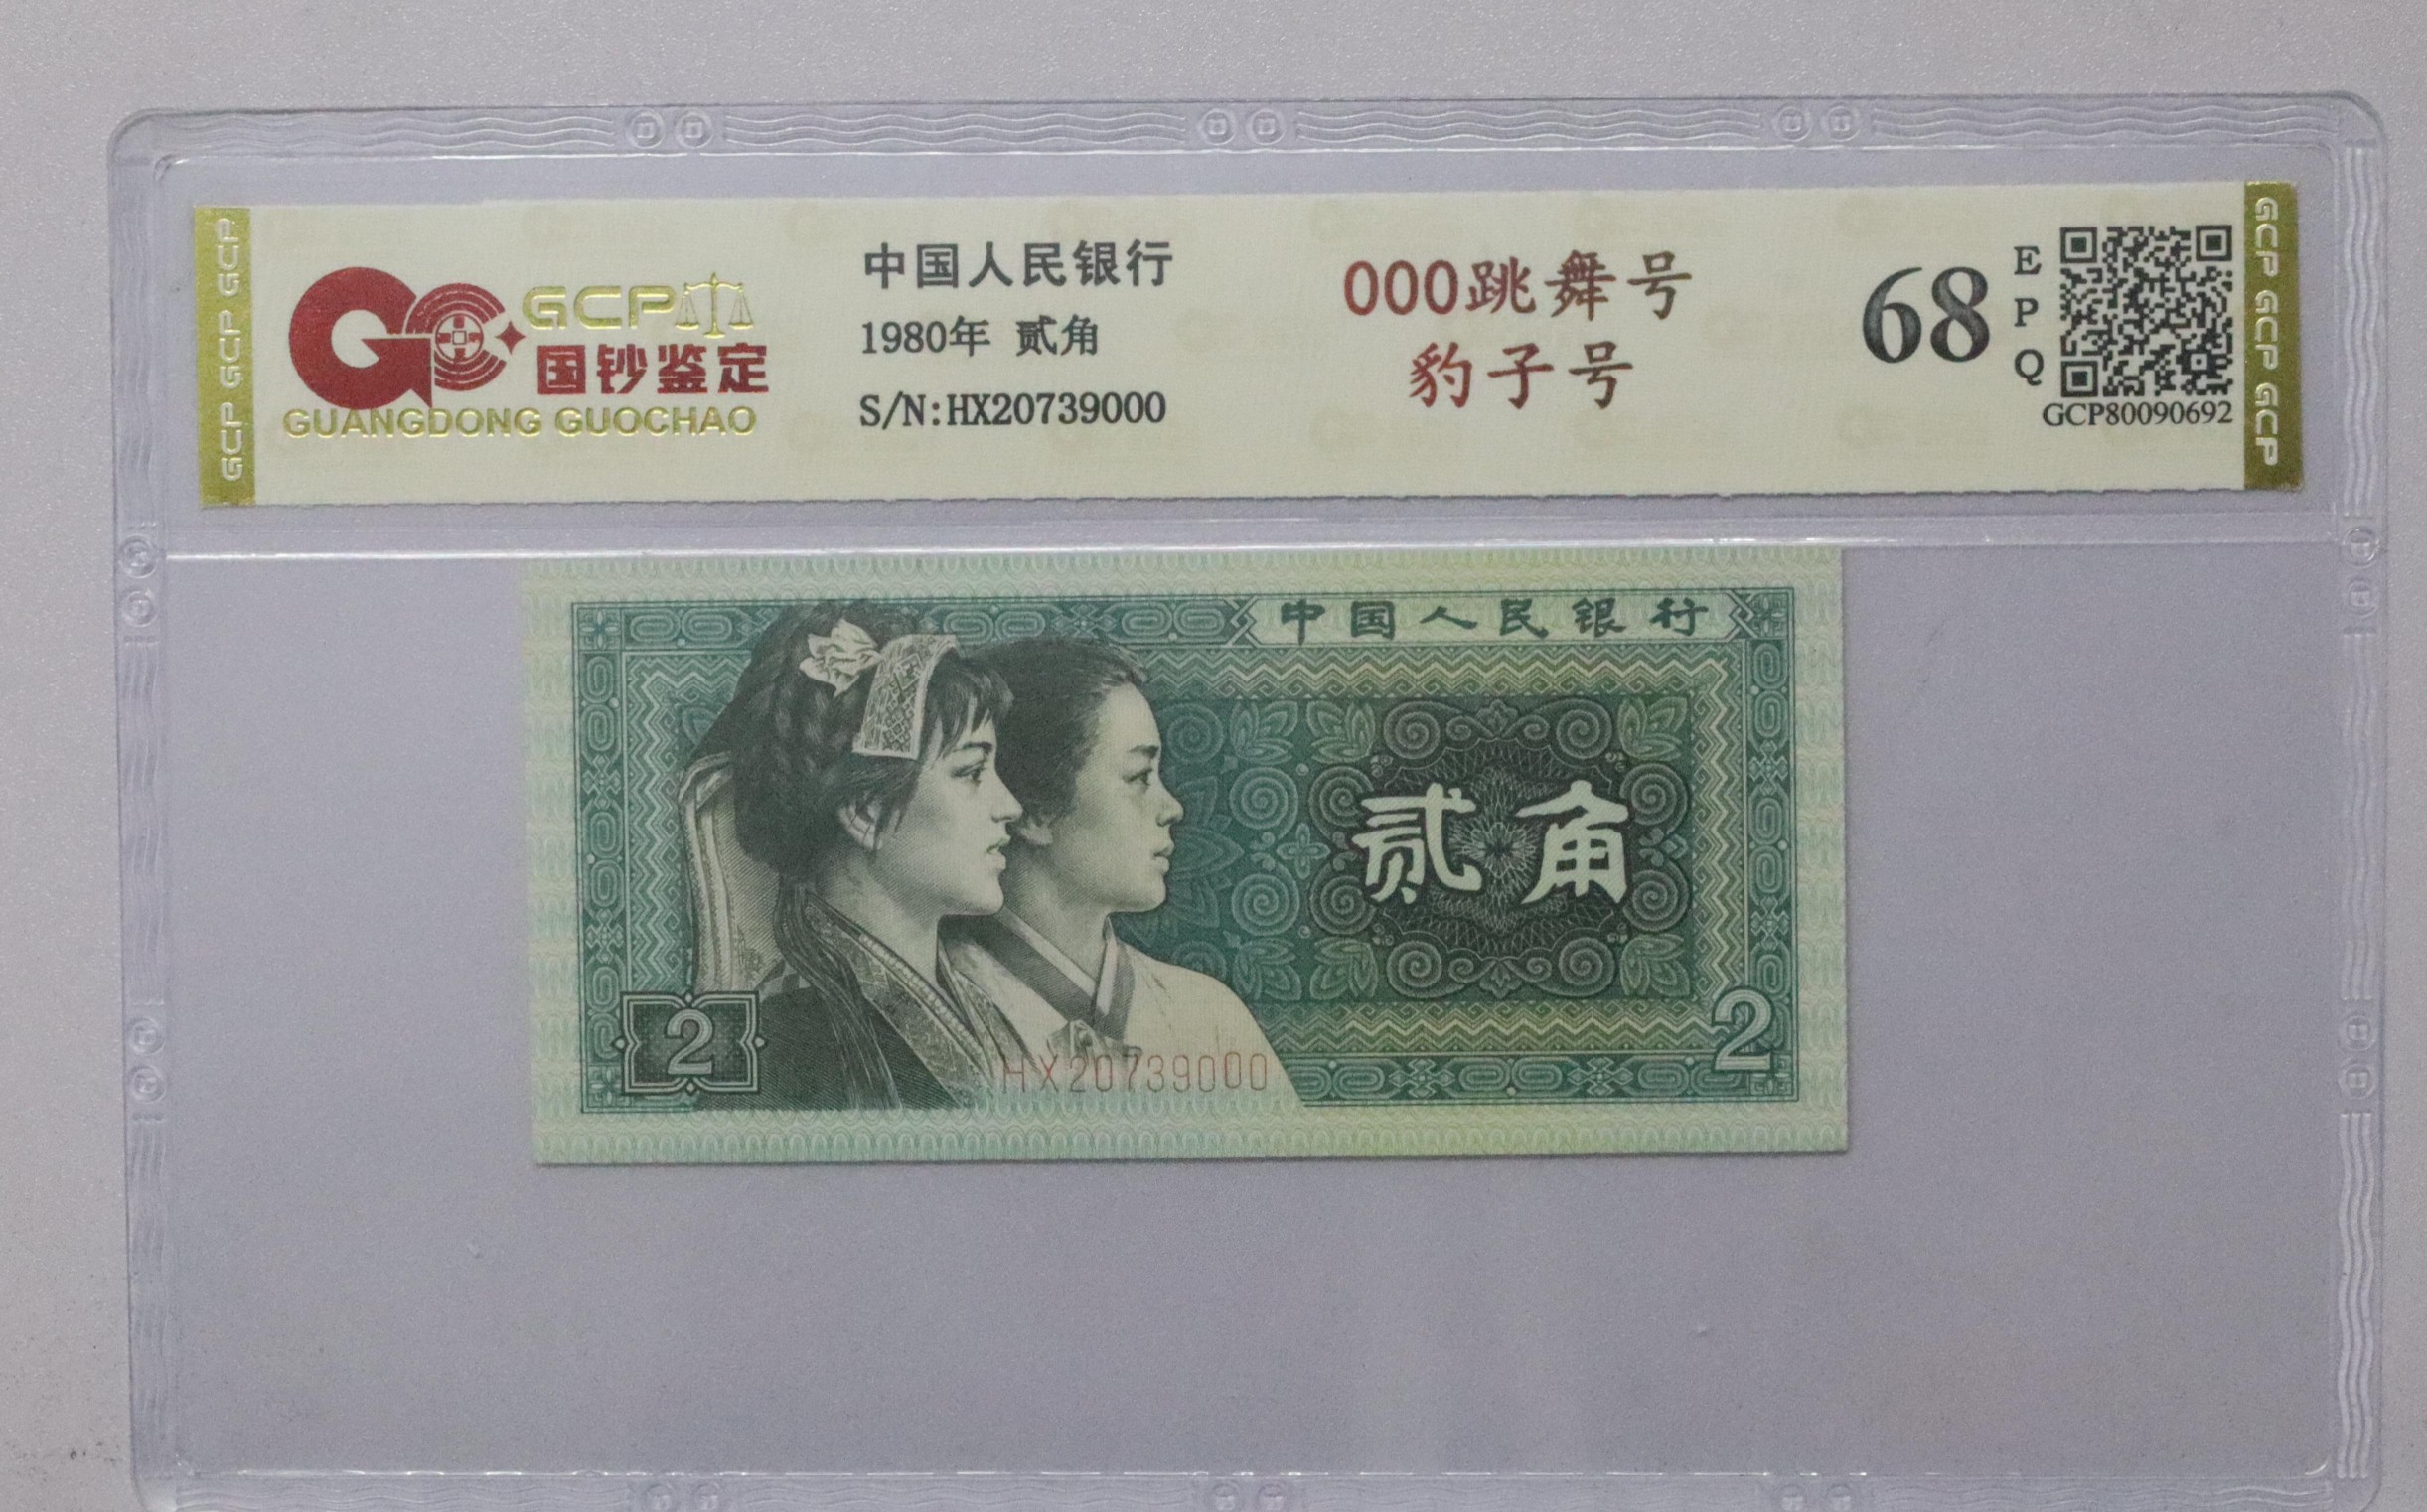 GCP GCP GCP
GCP
国钞鉴定
GUANGDONG GUOCHAO
中国人民银行
1980年 贰角
S/N:HX20739000
000跳舞号
豹子号
68
E
P
Q
GCP80090692
GCP GCP GCP
中国人民银行
贰角
2
2
HX20739000